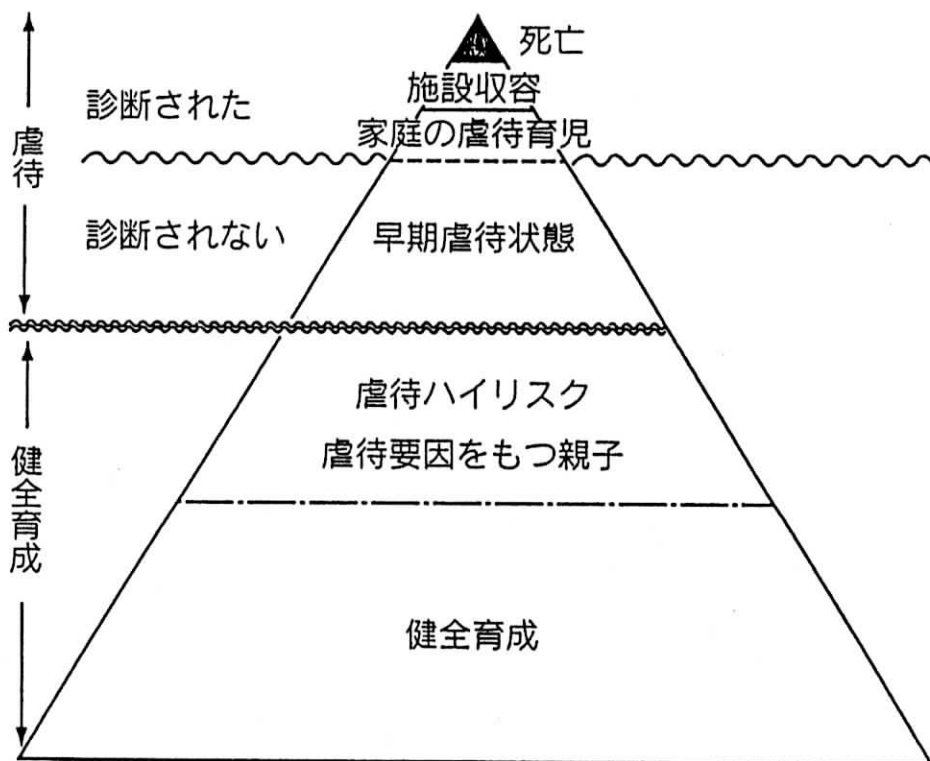 死亡
施設収容
診断された
家庭の虐待育児
虐待
診断されない
早期虐待状態
虐待ハイリスク
虐待要因をもつ親子
健全育成
健全育成